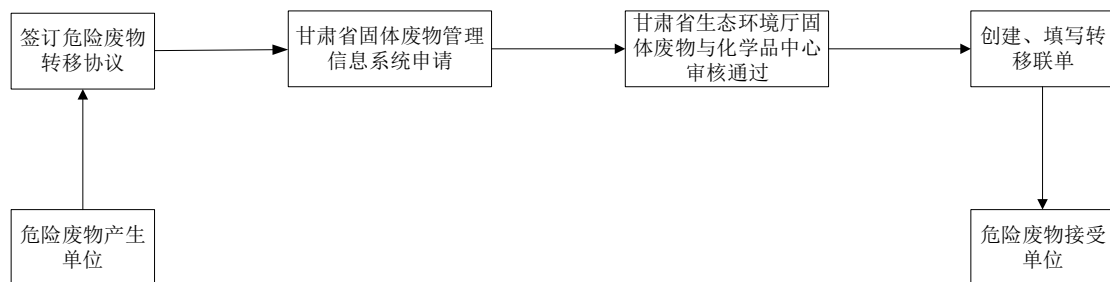 签订危险废物
转移协议
甘肃省固体废物管理
信息系统申请
甘肃省生态环境厅固
体废物与化学品中心
审核通过
创建、填写转
移联单
危险废物产生
单位
危险废物接受
单位